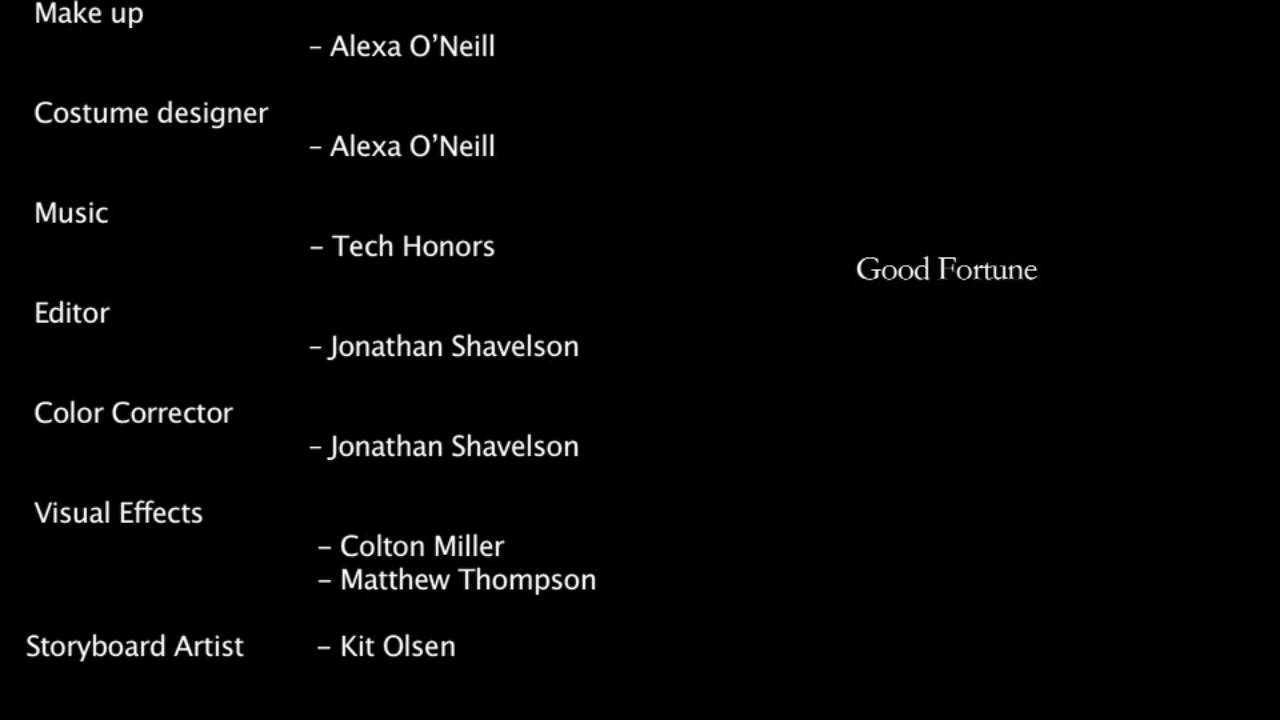 Make up
– Alexa O’Neill
Costume designer
– Alexa O’Neill
Music
– Tech Honors
Editor
– Jonathan Shavelson
Color Corrector
– Jonathan Shavelson
Visual Effects
– Colton Miller
– Matthew Thompson
Storyboard Artist – Kit Olsen
Good Fortune